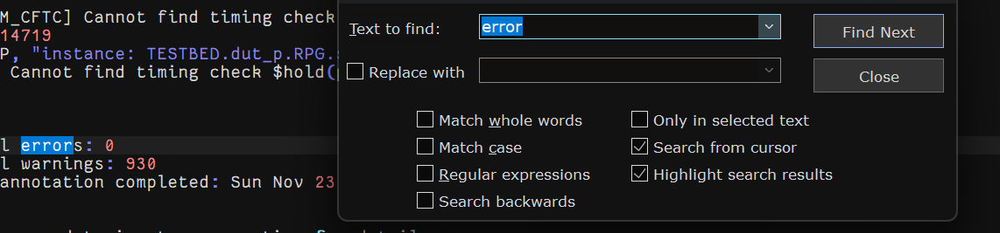 M_CFTC] Cannot find timing check
14719
P, "instance: TESTBED.dut_p.RPG.
Cannot find timing check $hold(
l errors: 0
l warnings: 930
annotation completed: Sun Nov 23
Text to find:
error
Find Next
Replace with
Close
Match whole words
Only in selected text
Match case
Search from cursor
Regular expressions
Highlight search results
Search backwards